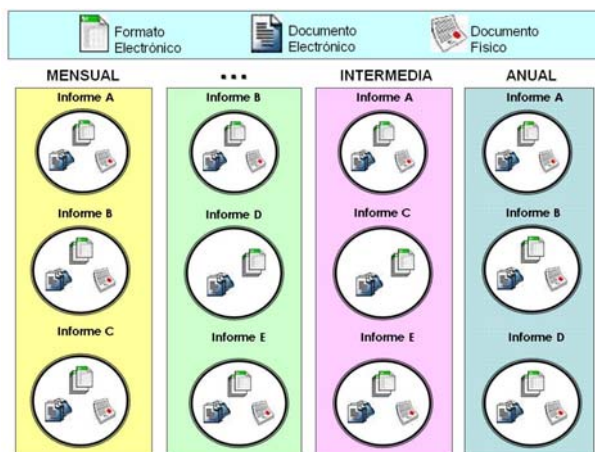 Formato
Electrónico
Documento
Electrónico
Documento
Físico
MENSUAL
...
INTERMEDIA
ANUAL
Informe A
Informe B
Informe A
Informe A
Informe B
Informe D
Informe C
Informe B
Informe C
Informe E
Informe E
Informe D